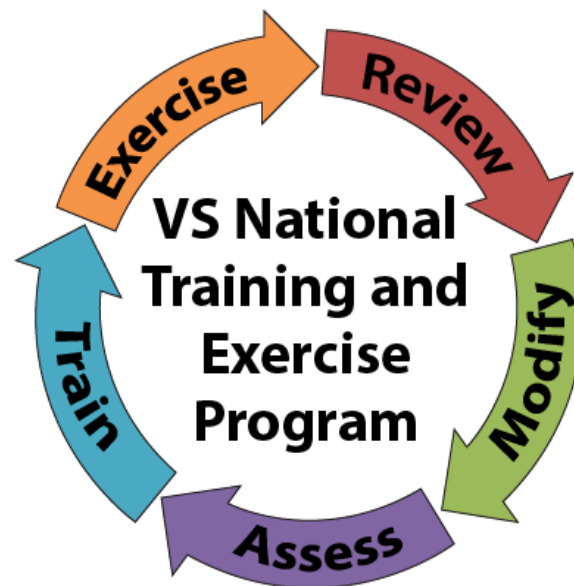 Exercise
Review
VS National
Training and
Exercise
Program
Modify
Train
Assess